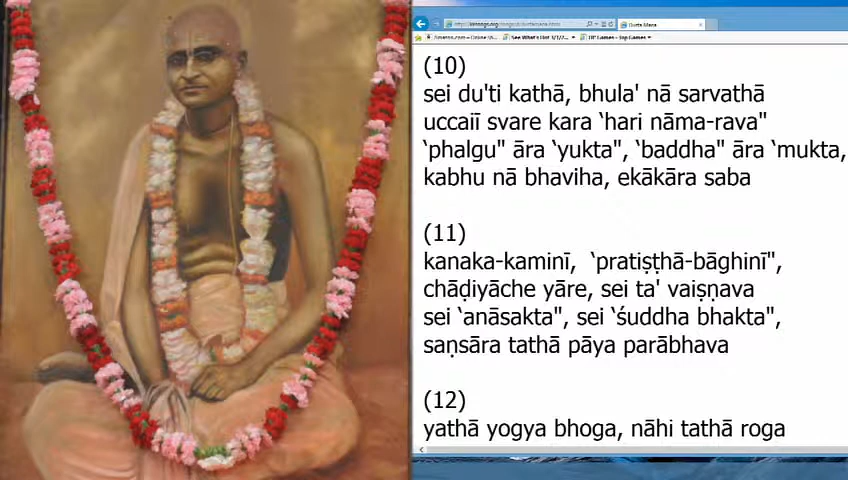 Durta Mana
(10)
sei du'ti kathā, bhula' nā sarvathā
uccaiī svare kara ‘hari nāma-rava"
‘phalgu" āra ‘yukta", ‘baddha" āra ‘mukta,
kabhu nā bhaviha, ekākāra saba
(11)
kanaka-kaminī, ‘pratiṣṭhā-bāghinī",
chāḍiyāche yāre, sei ta' vaiṣṇava
sei ‘anāsakta", sei ‘śuddha bhakta",
saṇsāra tathā pāya parābhava
(12)
yathā yogya bhoga, nāhi tathā roga